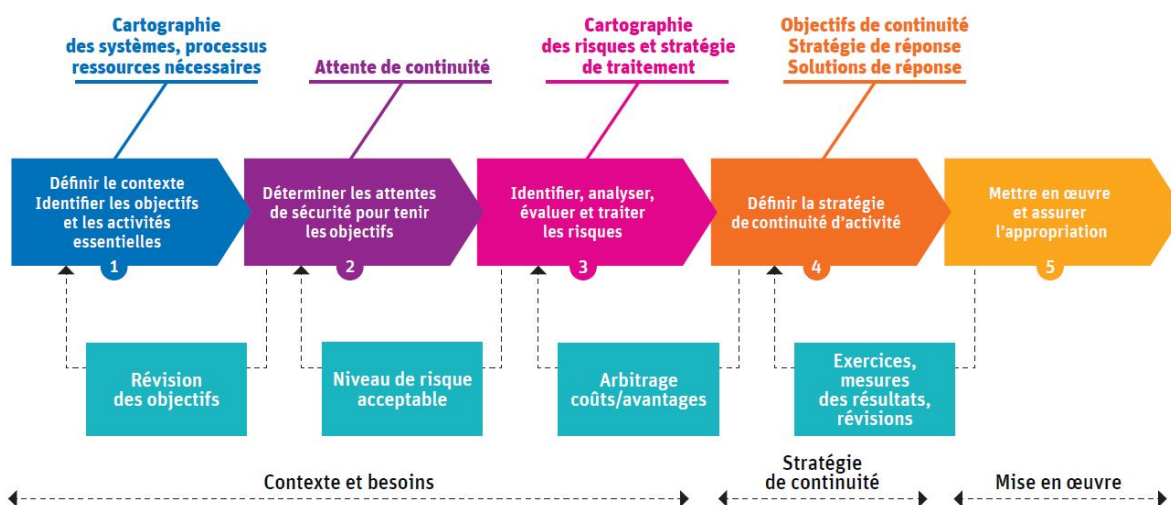 Cartographie
des systèmes, processus
ressources nécessaires
Attente de continuité
Cartographie
des risques et stratégie
de traitement
Objectifs de continuité
Stratégie de réponse
Solutions de réponse
Définir le contexte
Identifier les objectifs
et les activités
essentielles
1
Déterminer les attentes
de sécurité pour tenir
les objectifs
2
Identifier, analyser,
évaluer et traiter
les risques
3
Définir la stratégie
de continuité d'activité
4
Mettre en œuvre
et assurer
l'appropriation
5
Révision
des objectifs
Niveau de risque
acceptable
Arbitrage
coûts/avantages
Exercices,
mesures
des résultats,
révisions
Contexte et besoins
Stratégie
de continuité
Mise en œuvre